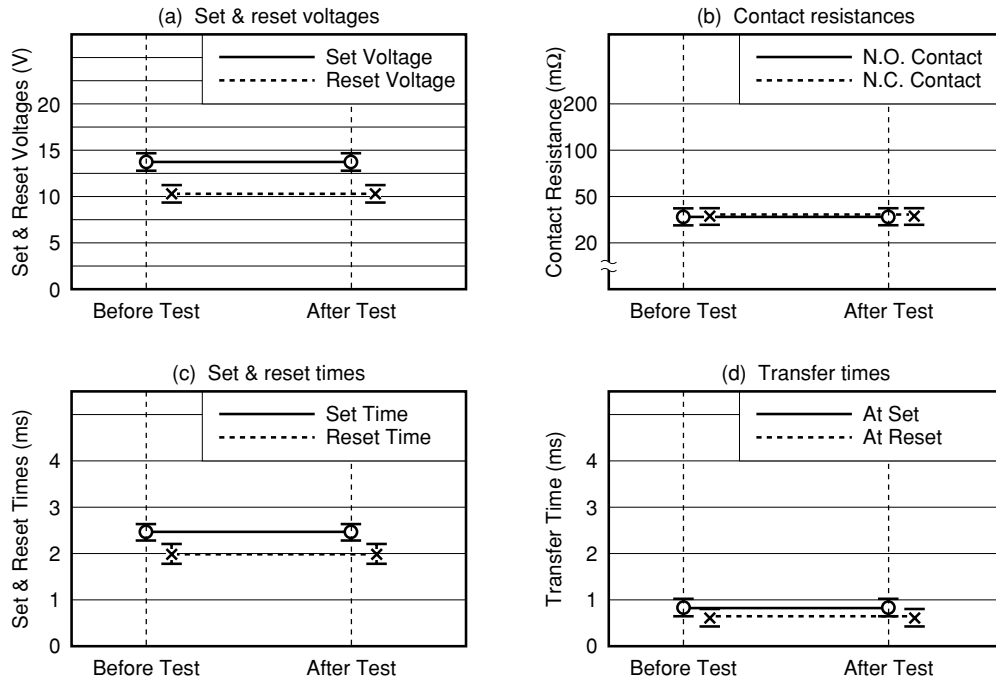 (a) Set & reset voltages
Set & Reset Voltages (V)
20
15
10
5
0
Set Voltage
Reset Voltage
Before Test
After Test
(b) Contact resistances
Contact Resistance (mΩ)
200
100
50
20
N.O. Contact
N.C. Contact
Before Test
After Test
(c) Set & reset times
Set & Reset Times (ms)
4
3
2
1
0
Set Time
Reset Time
Before Test
After Test
(d) Transfer times
Transfer Time (ms)
4
3
2
1
0
At Set
At Reset
Before Test
After Test